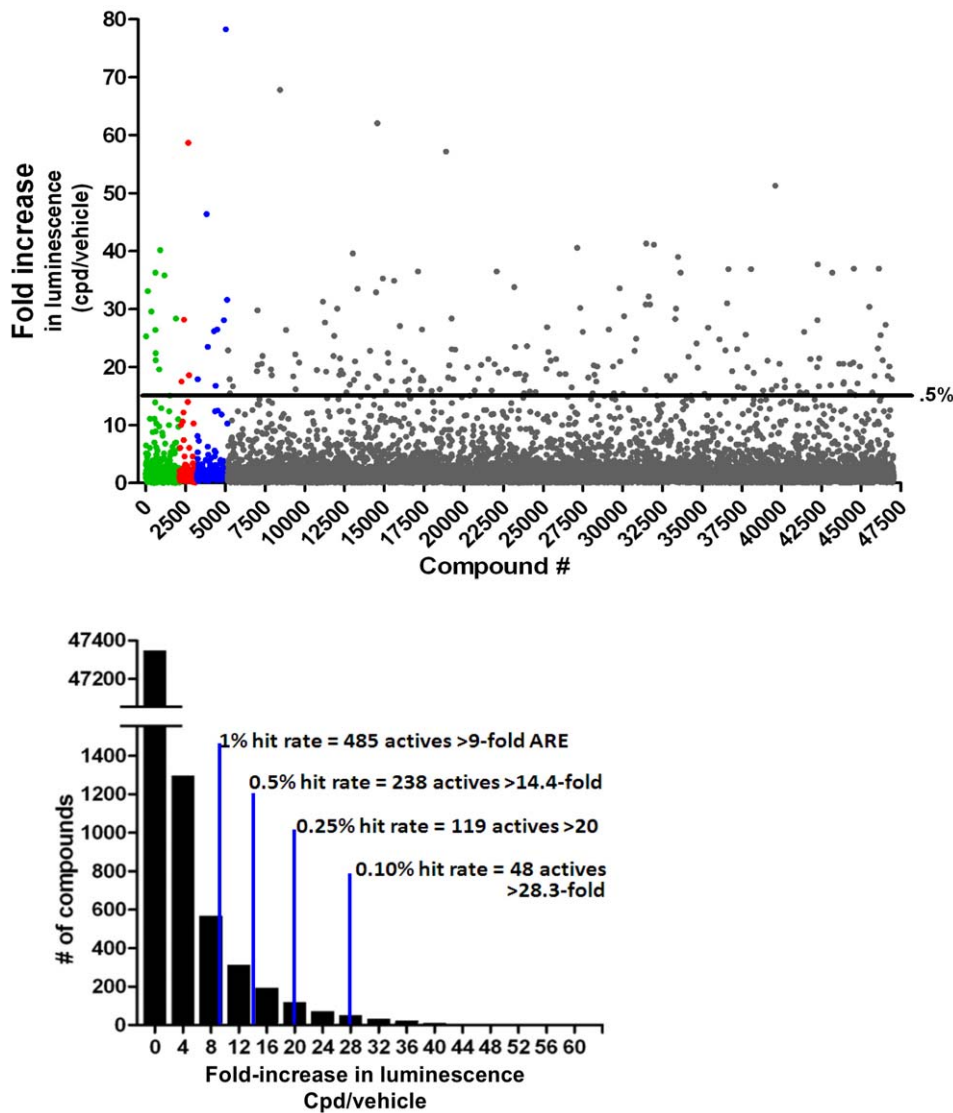 80
70
60
50
40
30
20
10
0
Fold increase
in luminescence
(cpd/vehicle)
.5%
0 2500 5000 7500 10000 12500 15000 17500 20000 22500 25000 27500 30000 32500 35000 37500 40000 42500 45000 47500
Compound #
47400
47200
1400
1200
1000
800
600
400
200
0
# of compounds
1% hit rate = 485 actives >9-fold ARE
0.5% hit rate = 238 actives >14.4-fold
0.25% hit rate = 119 actives >20
0.10% hit rate = 48 actives
>28.3-fold
0 4 8 12 16 20 24 28 32 36 40 44 48 52 56 60
Fold-increase in luminescence
Cpd/vehicle